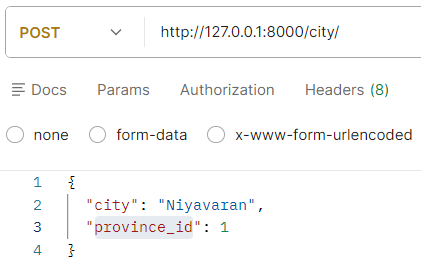 POST http://127.0.0.1:8000/city/
Docs Params Authorization Headers (8)
none form-data x-www-form-urlencoded
1 {
2 "city": "Niyavaran",
3 "province_id": 1
4 }